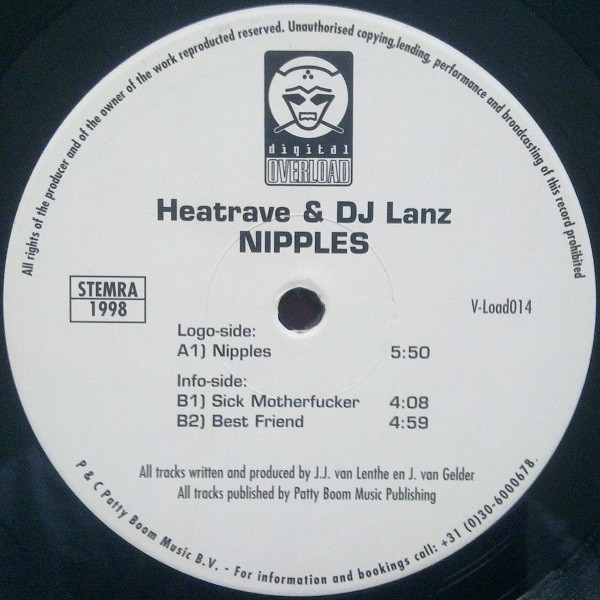 All rights of the producer and of the owner of the work reproduced reserved. Unauthorised copying,lending, performance and broadcasting of this record prohibited
digital
OVERLOAD
Heatrave & DJ Lanz
NIPPLES
STEMRA
1998
V-Load014
Logo-side:
A1) Nipples 5:50
Info-side:
B1) Sick Motherfucker 4:08
B2) Best Friend 4:59
All tracks written and produced by J.J. van Lenthe en J. van Gelder
All tracks published by Patty Boom Music Publishing
P & C Patty Boom Music B.V. - For information and bookings call: +31 (0)30-6000678.